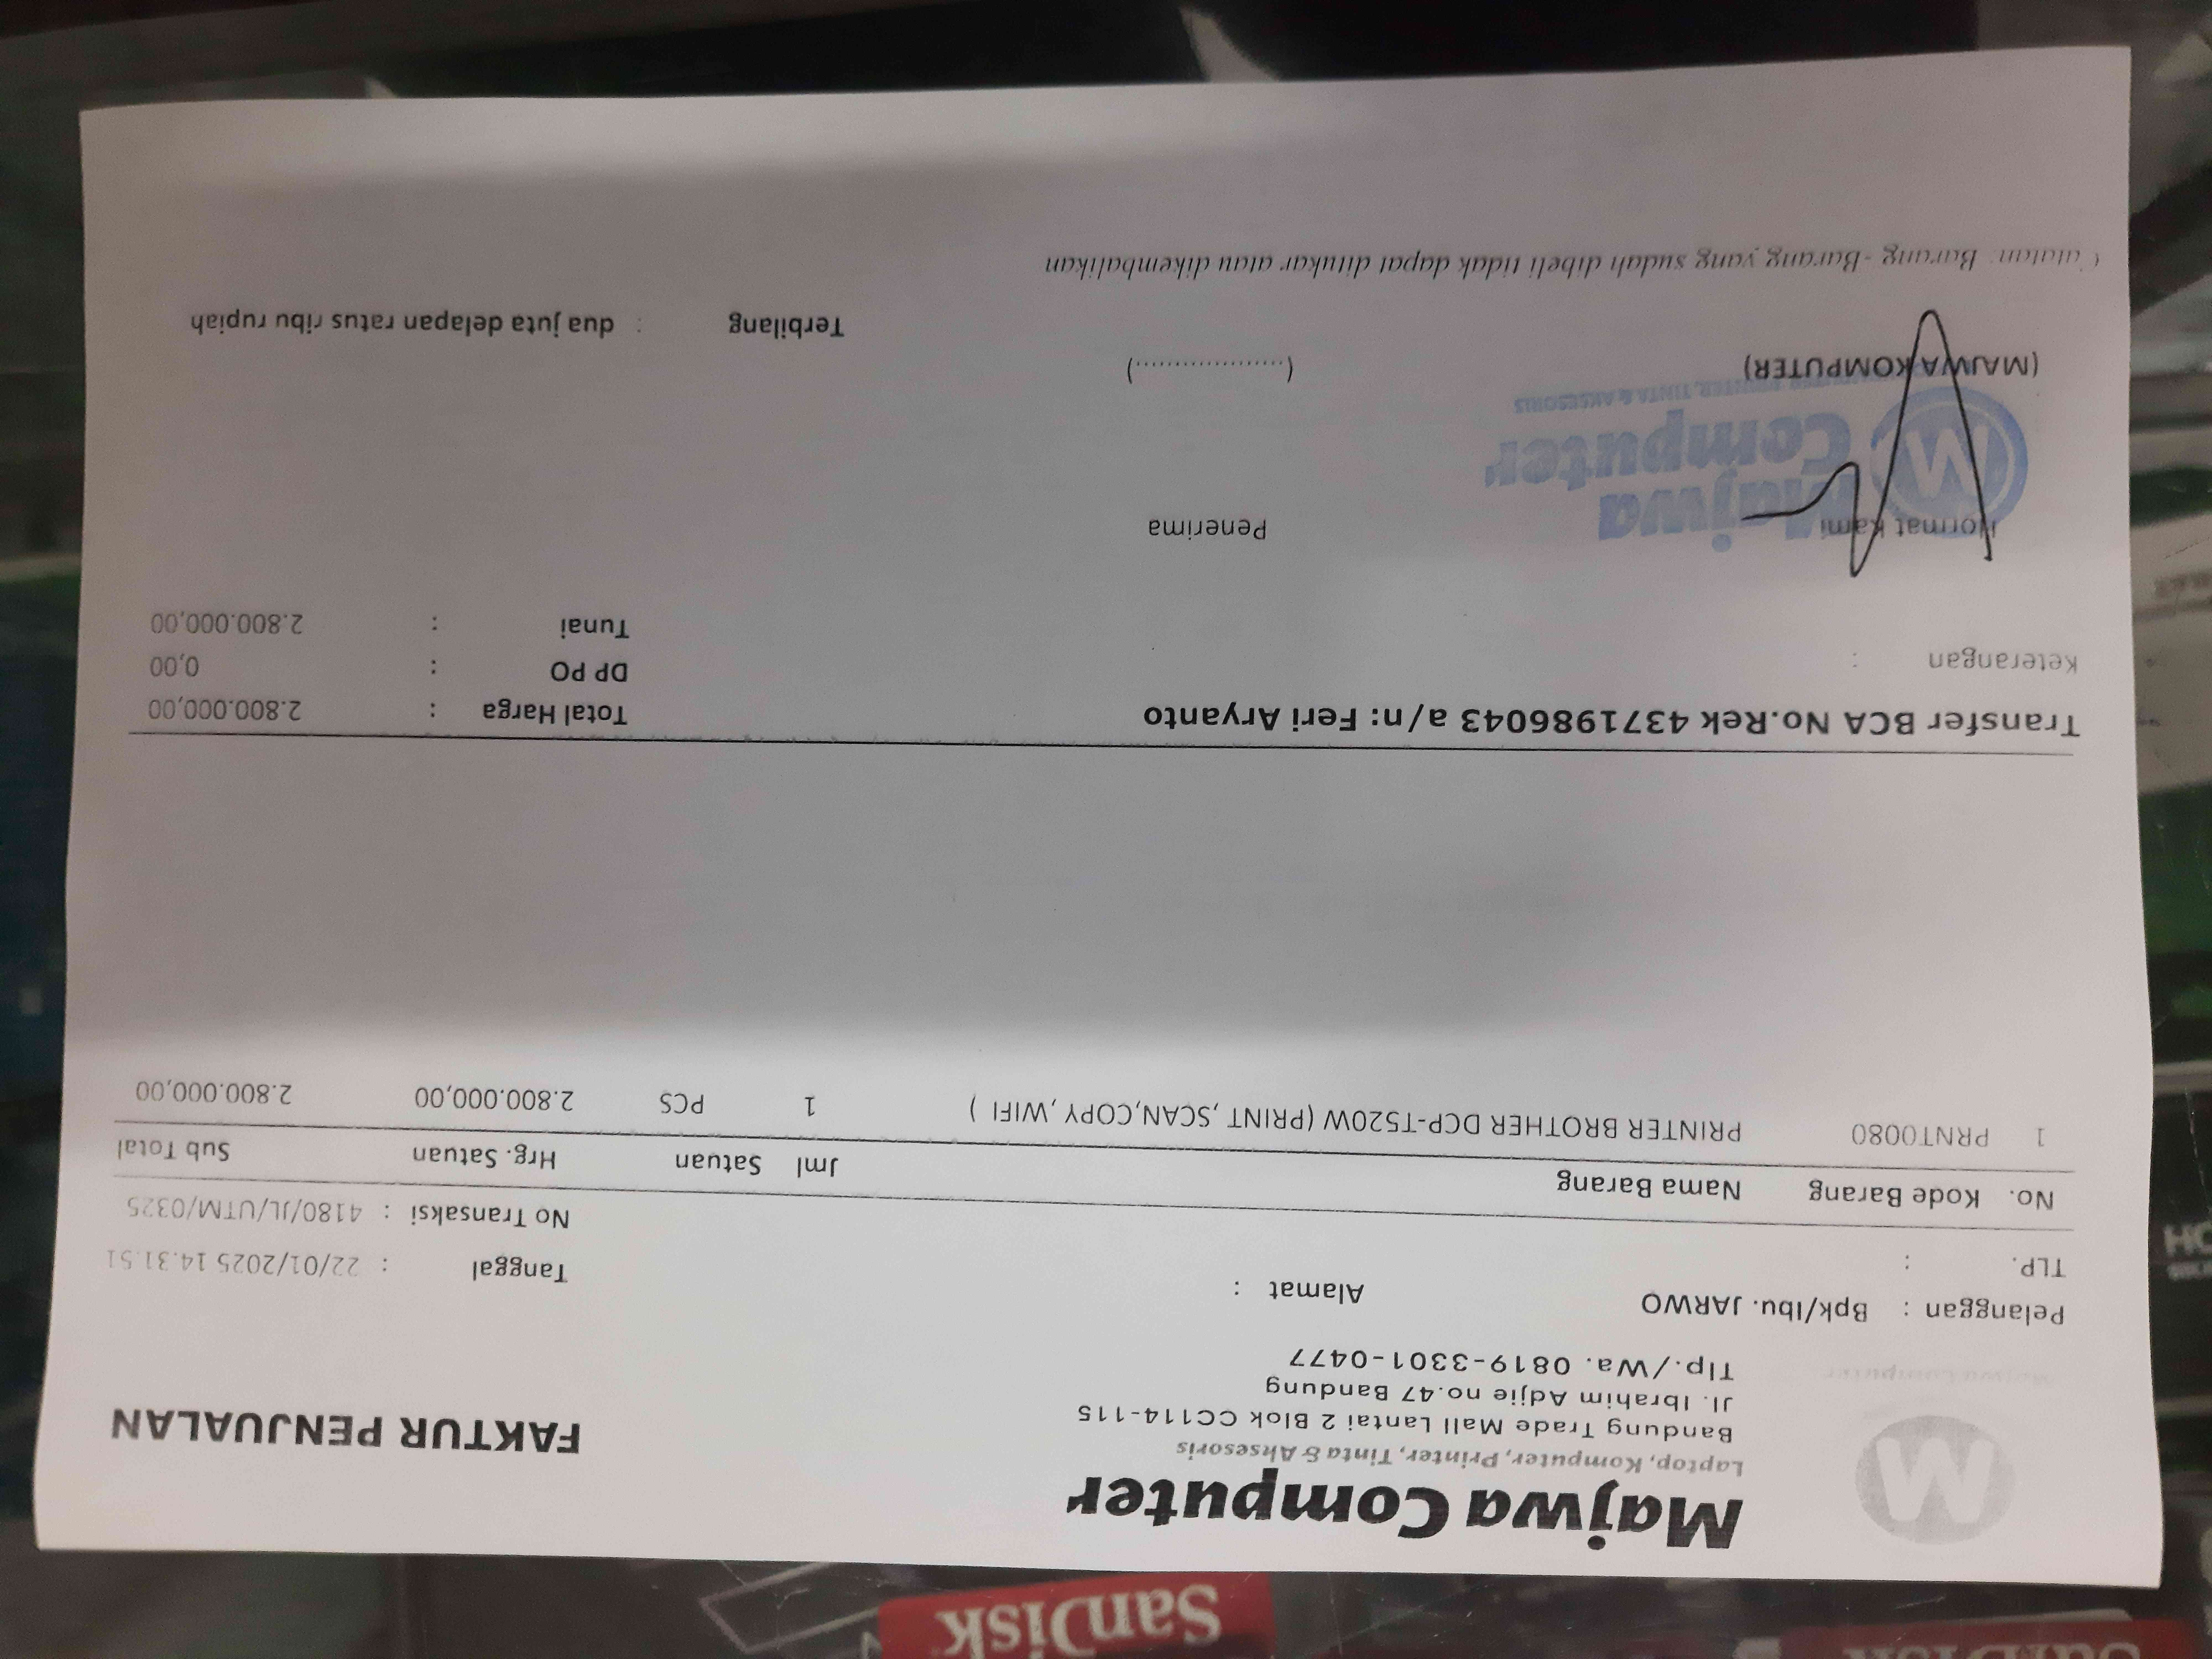 Majwa Computer
Laptop, Komputer, Printer, Tinta & Aksesoris
Bandung Trade Mall Lantai 2 Blok CC114-115
Jl. Ibrahim Adjie no.47 Bandung
Tlp./Wa. 0819-3301-0477
W
Majwa Computer
FAKTUR PENJUALAN
Pelanggan : Bpk/Ibu. JARWO
TLP. :
Alamat :
Tanggal : 22/01/2025 14.31.51
No Transaksi : 4180/JL/UTM/0325
No. Kode Barang Nama Barang Jml Satuan Hrg. Satuan Sub Total
1 PRNT0080 PRINTER BROTHER DCP-T520W (PRINT ,SCAN,COPY ,WIFI ) 1 PCS 2.800.000,00 2.800.000,00
Transfer BCA No.Rek 4371986043 a/n: Feri Aryanto
Keterangan :
Total Harga : 2.800.000,00
DP PO : 0,00
Tunai : 2.800.000,00
Hormat Kami
Penerima
W
Majwa
Computer
PRINTER, TINTA & AKSESORIS
(MAJWA KOMPUTER)
(.....................)
Terbilang : dua juta delapan ratus ribu rupiah
Catatan: Barang -Barang yang sudah dibeli tidak dapat ditukar atau dikembalikan
SanDisk
SanDisk